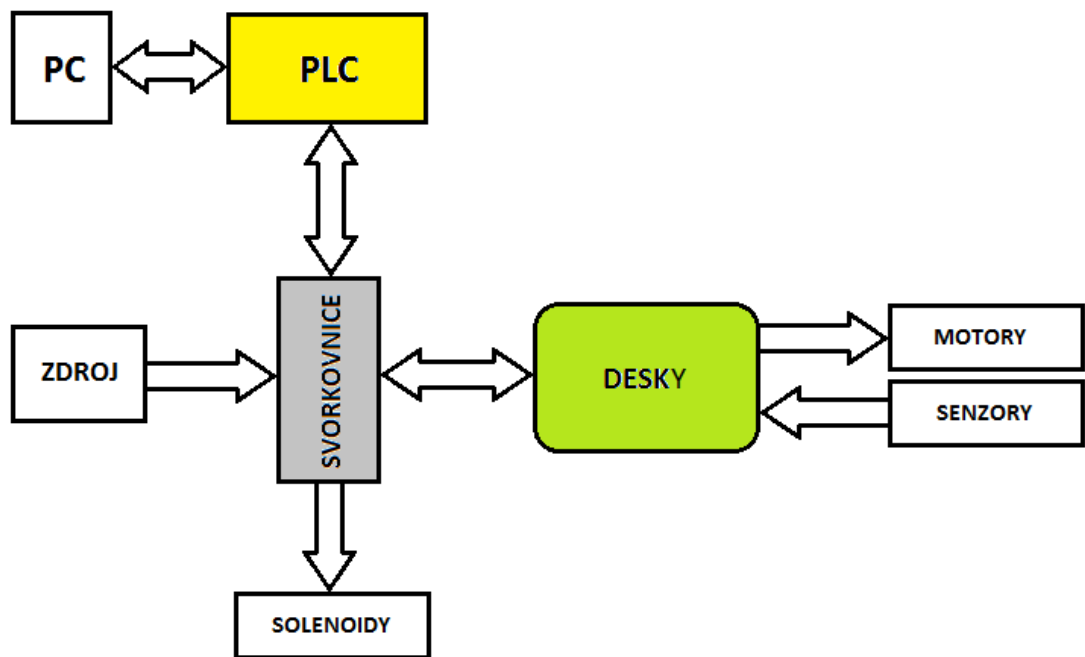 PC
PLC
ZDROJ
SVORKOVNICE
DESKY
MOTORY
SENZORY
SOLENOIDY